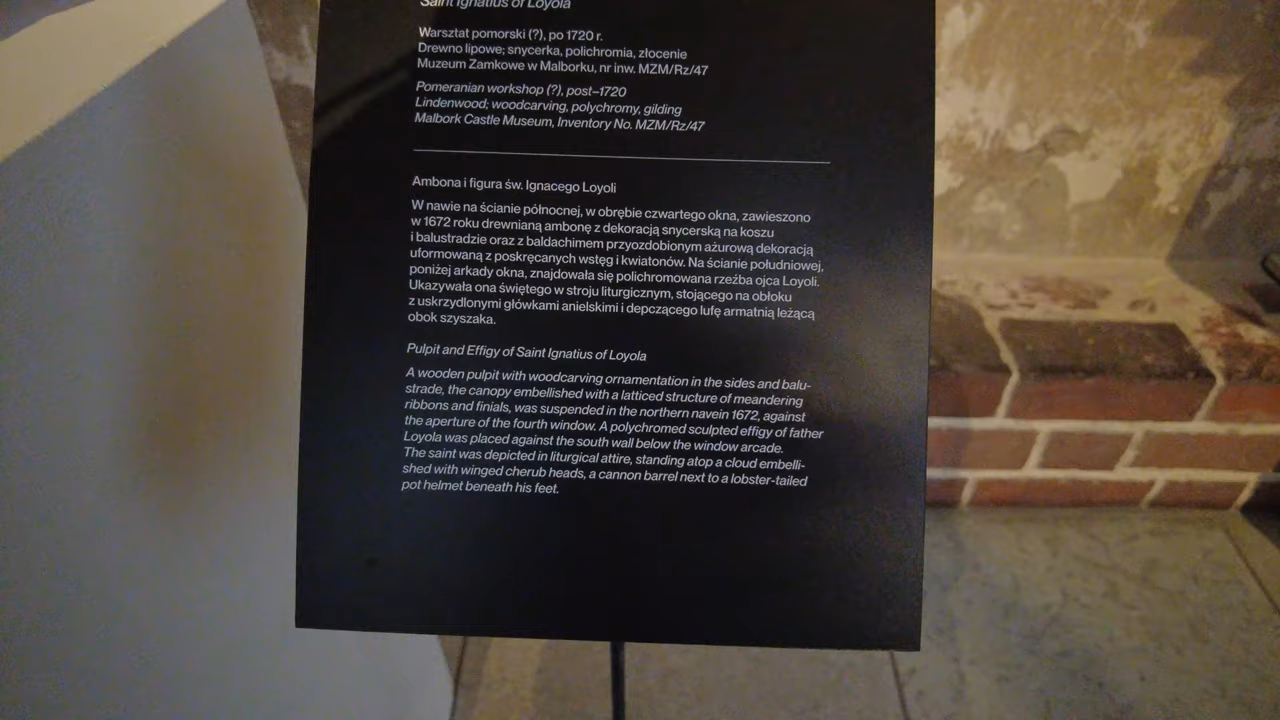 Saint Ignatius of Loyola
Warsztat pomorski (?), po 1720 r.
Drewno lipowe; snycerka, polichromia, złocenie
Muzeum Zamkowe w Malborku, nr inw. MZM/Rz/47
Pomeranian workshop (?), post–1720
Lindenwood; woodcarving, polychromy, gilding
Malbork Castle Museum, Inventory No. MZM/Rz/47
Ambona i figura św. Ignacego Loyoli
W nawie na ścianie północnej, w obrębie czwartego okna, zawieszono
w 1672 roku drewnianą ambonę z dekoracją snycerską na koszu
i balustradzie oraz z baldachimem przyozdobionym ażurową dekoracją
uformowaną z poskręcanych wstęg i kwiatonów. Na ścianie południowej,
poniżej arkady okna, znajdowała się polichromowana rzeźba ojca Loyoli.
Ukazywała ona świętego w stroju liturgicznym, stojącego na obłoku
z uskrzydlonymi główkami anielskimi i depczącego lufę armatnią leżącą
obok szyszaka.
Pulpit and Effigy of Saint Ignatius of Loyola
A wooden pulpit with woodcarving ornamentation in the sides and balu-
strade, the canopy embellished with a latticed structure of meandering
ribbons and finials, was suspended in the northern navein 1672, against
the aperture of the fourth window. A polychromed sculpted effigy of father
Loyola was placed against the south wall below the window arcade.
The saint was depicted in liturgical attire, standing atop a cloud embelli-
shed with winged cherub heads, a cannon barrel next to a lobster-tailed
pot helmet beneath his feet.